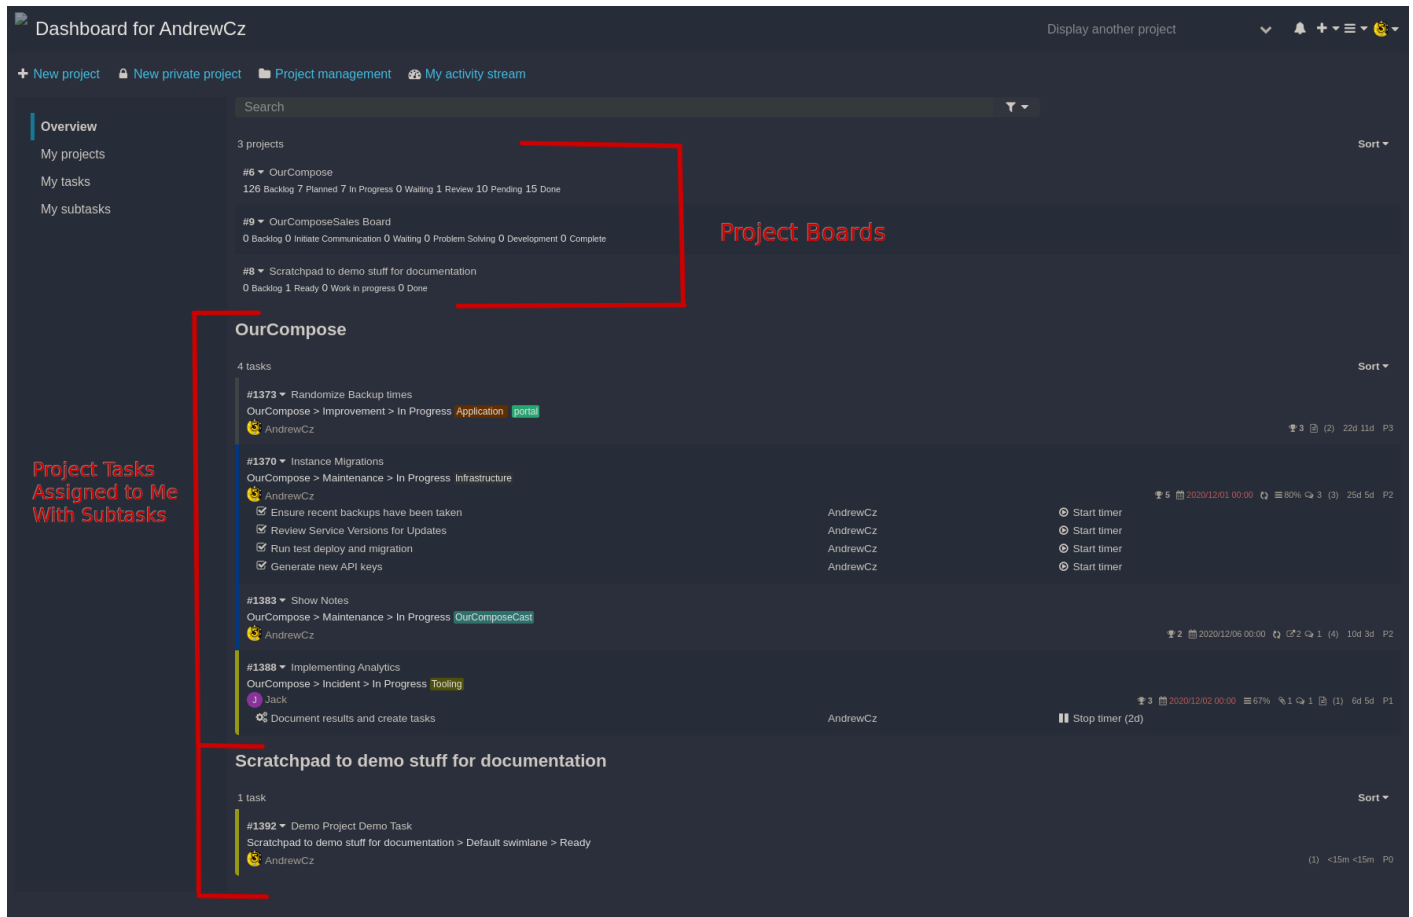 Dashboard for AndrewCz
Display another project
New project New private project Project management My activity stream
Search
Overview
My projects
My tasks
My subtasks
3 projects Sort
#6 OurCompose
126 Backlog 7 Planned 7 In Progress 0 Waiting 1 Review 10 Pending 15 Done
#9 OurComposeSales Board
0 Backlog 0 Initiate Communication 0 Waiting 0 Problem Solving 0 Development 0 Complete
#8 Scratchpad to demo stuff for documentation
0 Backlog 1 Ready 0 Work in progress 0 Done
Project Boards
OurCompose
4 tasks Sort
#1373 Randomize Backup times
OurCompose > Improvement > In Progress Application portal
AndrewCz 3 (2) 22d 11d P3
#1370 Instance Migrations
OurCompose > Maintenance > In Progress Infrastructure
AndrewCz 5 2020/12/01 00:00 80% 3 (3) 25d 5d P2
Ensure recent backups have been taken AndrewCz Start timer
Review Service Versions for Updates AndrewCz Start timer
Run test deploy and migration AndrewCz Start timer
Generate new API keys AndrewCz Start timer
Project Tasks
Assigned to Me
With Subtasks
#1383 Show Notes
OurCompose > Maintenance > In Progress OurComposeCast
AndrewCz 2 2020/12/06 00:00 2 1 (4) 10d 3d P2
#1388 Implementing Analytics
OurCompose > Incident > In Progress Tooling
J Jack 3 2020/12/02 00:00 67% 1 1 (1) 6d 5d P1
Document results and create tasks AndrewCz Stop timer (2d)
Scratchpad to demo stuff for documentation
1 task Sort
#1392 Demo Project Demo Task
Scratchpad to demo stuff for documentation > Default swimlane > Ready
AndrewCz (1) <15m <15m P0